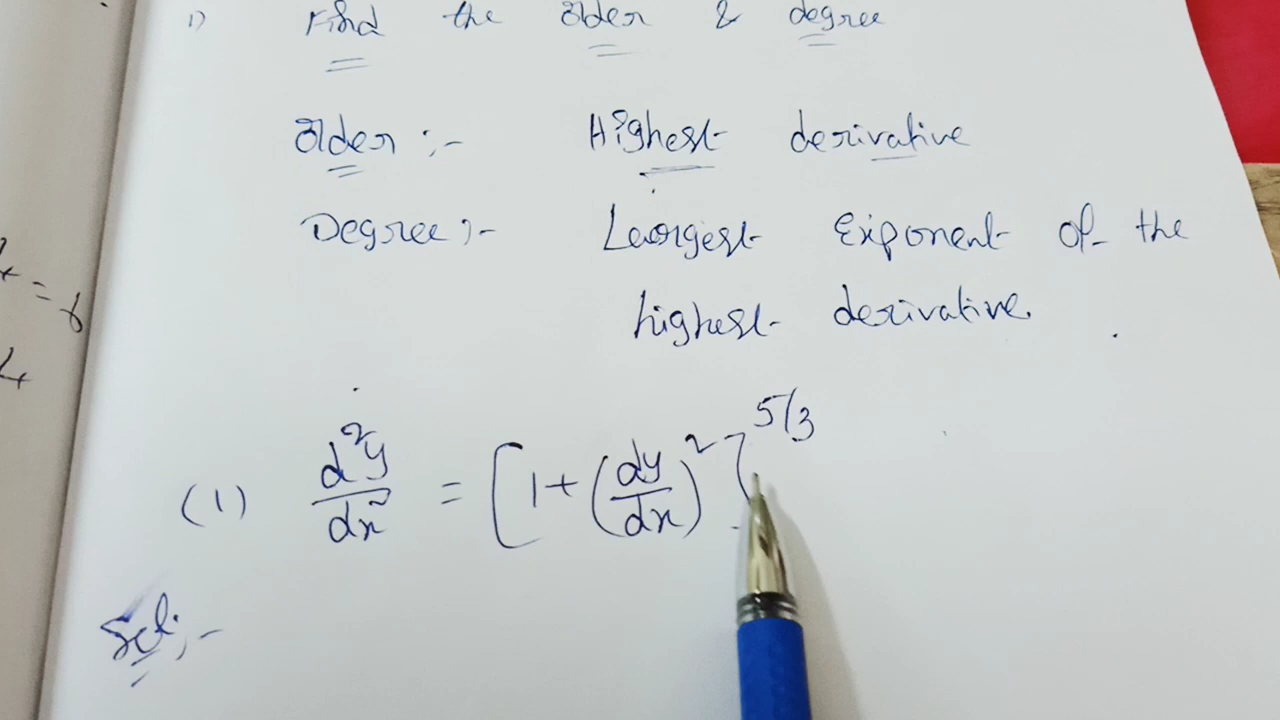 1) Find the order & degree
order :- Highest derivative
Degree :- Largest Exponent of the
highest derivative.
(1) d²y/dx² = [1+(dy/dx)²]^5/3
Sol:-